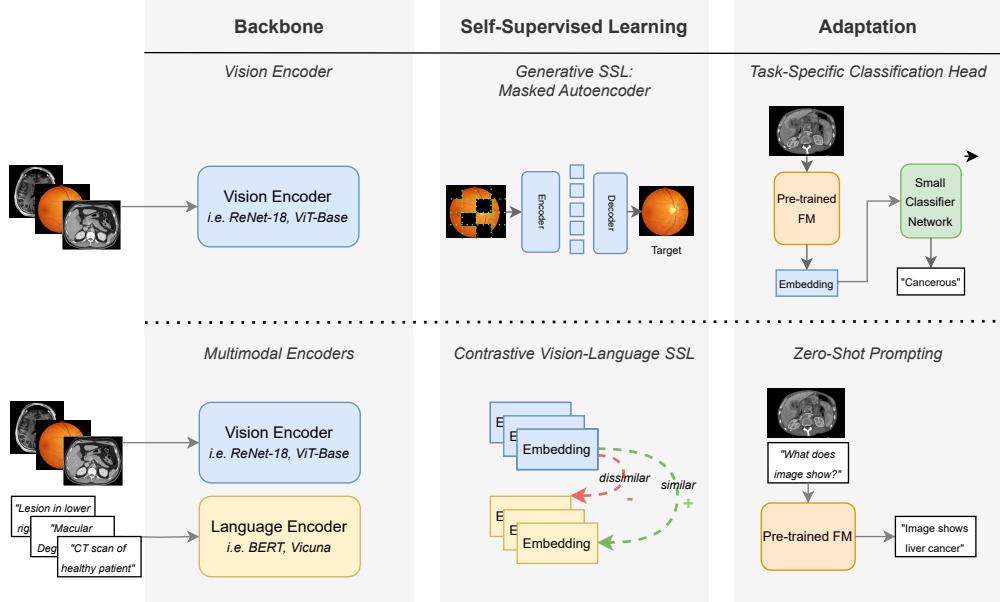 Backbone
Self-Supervised Learning
Adaptation
Vision Encoder
Generative SSL:
Masked Autoencoder
Task-Specific Classification Head
Vision Encoder
i.e. ReNet-18, ViT-Base
Encoder
Decoder
Target
Pre-trained
FM
Embedding
Small
Classifier
Network
"Cancerous"
Multimodal Encoders
Contrastive Vision-Language SSL
Zero-Shot Prompting
Vision Encoder
i.e. ReNet-18, ViT-Base
"Lesion in lower
rig
"Macular
Deg
"CT scan of
healthy patient"
Language Encoder
i.e. BERT, Vicuna
E
E
Embedding
dissimilar
-
similar
+
E
E
Embedding
"What does
image show?"
Pre-trained FM
"Image shows
liver cancer"